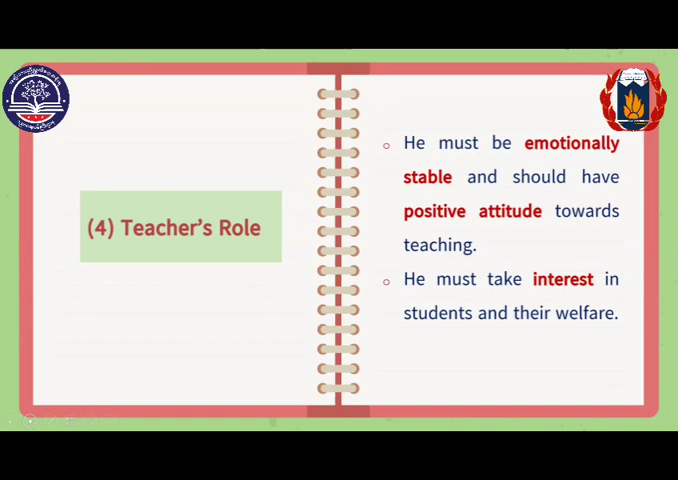 (4) Teacher's Role
He must be emotionally
stable and should have
positive attitude towards
teaching.
He must take interest in
students and their welfare.